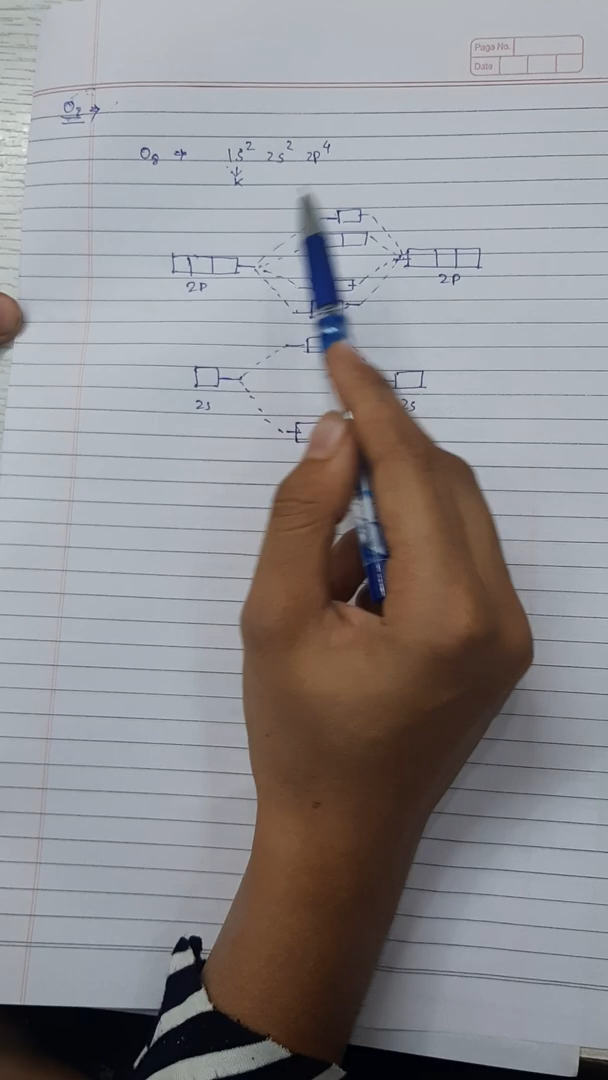 Page No.
Date
O₂ →
O₈ ⇒ 1s² 2s² 2p⁴
↓
K
2P 2P
2s 2s